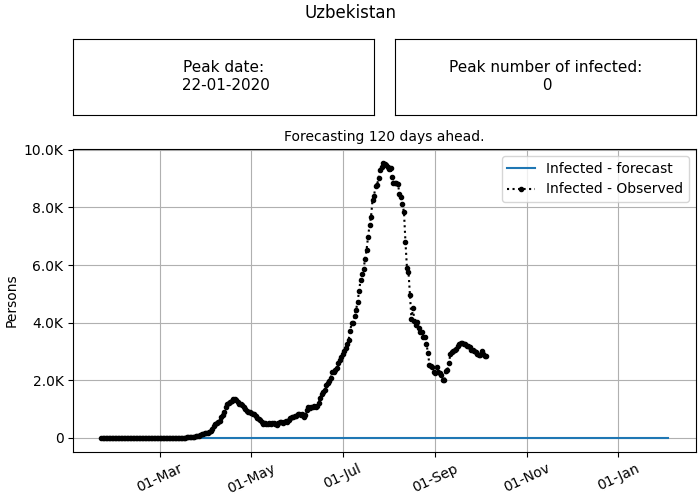 Uzbekistan
Peak date:
22-01-2020
Peak number of infected:
0
Forecasting 120 days ahead.
Infected - forecast
Infected - Observed
Persons
10.0K
8.0K
6.0K
4.0K
2.0K
0
01-Mar
01-May
01-Jul
01-Sep
01-Nov
01-Jan